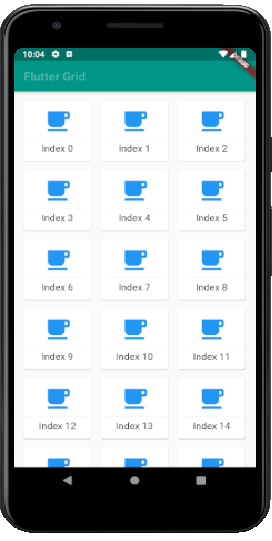 10:04
DEBUG
Flutter Grid
Index 0 Index 1 Index 2
Index 3 Index 4 Index 5
Index 6 Index 7 Index 8
Index 9 Index 10 Index 11
Index 12 Index 13 Index 14